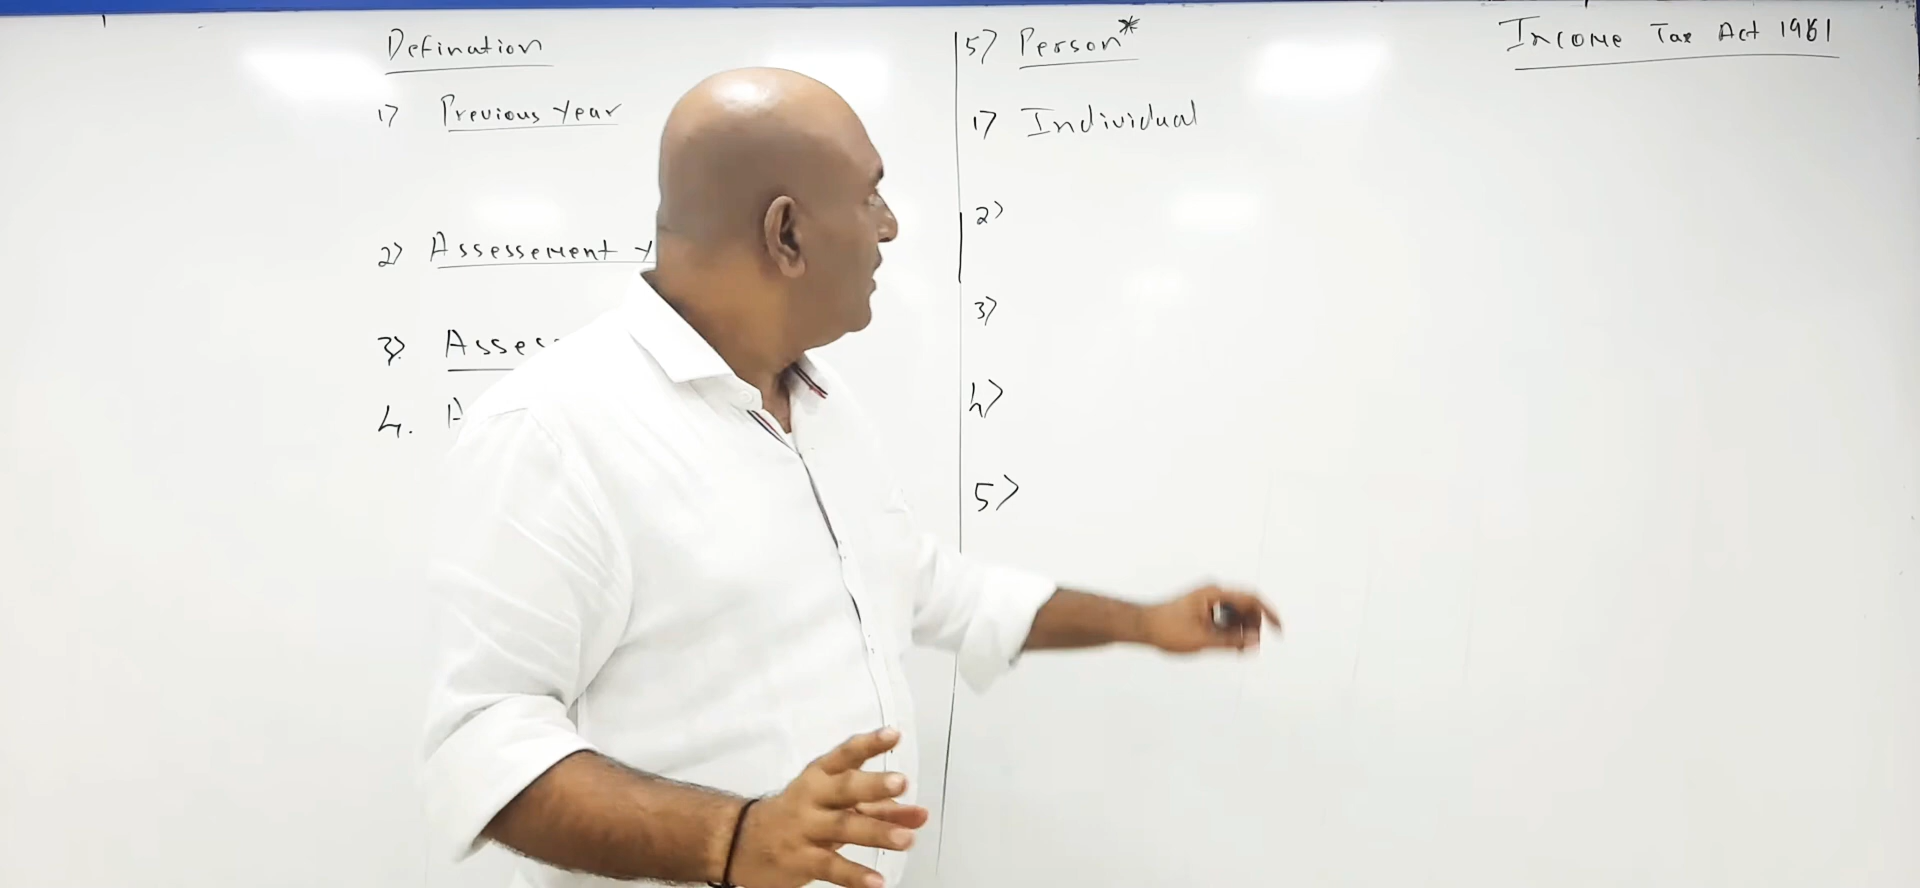 Defination
1) Previous Year
2) Assessement Y
3)
4. A
5) Person*
1) Individual
2)
3)
4)
5)
Income Tax Act 1961